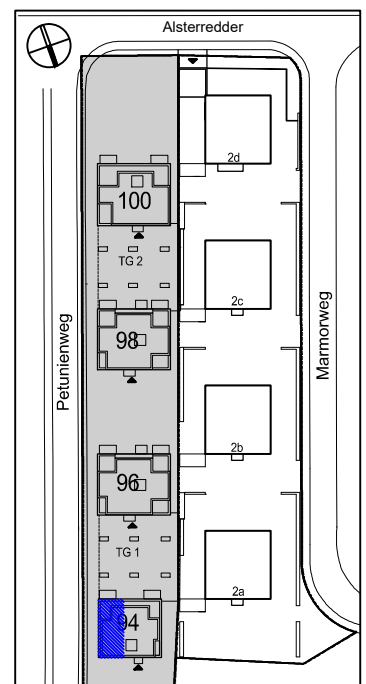 Alsterredder
2d
100
TG 2
2c
98
Petunienweg
Marmorweg
2b
96
TG 1
2a
94